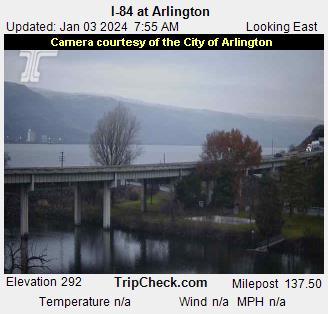 I-84 at Arlington
Updated: Jan 03 2024 7:55 AM Looking East
Camera courtesy of the City of Arlington
Elevation 292 TripCheck.com Milepost 137.50
Temperature n/a Wind n/a MPH n/a